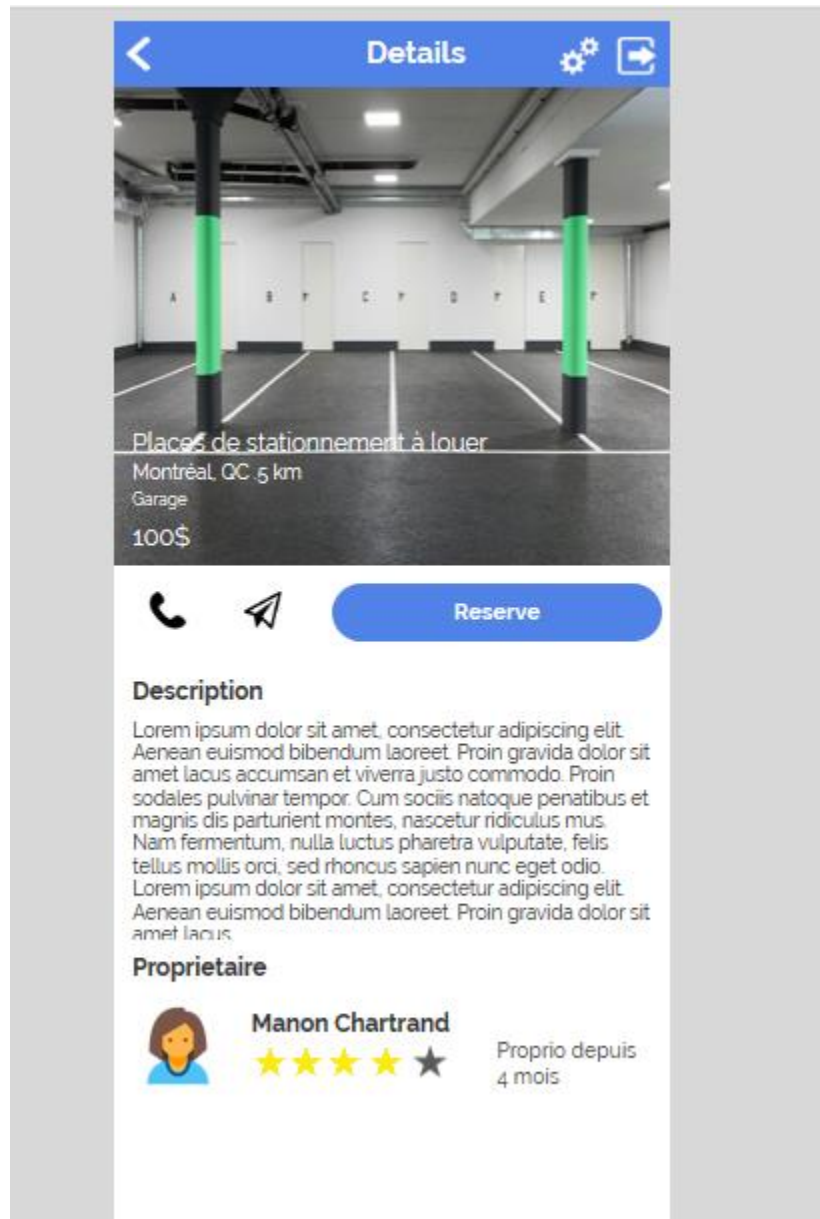 Details
A B C D E
Places de stationnement à louer
Montréal, QC .5 km
Garage
100$
Reserve
Description
Lorem ipsum dolor sit amet, consectetur adipiscing elit.
Aenean euismod bibendum laoreet. Proin gravida dolor sit
amet lacus accumsan et viverra justo commodo. Proin
sodales pulvinar tempor. Cum sociis natoque penatibus et
magnis dis parturient montes, nascetur ridiculus mus.
Nam fermentum, nulla luctus pharetra vulputate, felis
tellus mollis orci, sed rhoncus sapien nunc eget odio.
Lorem ipsum dolor sit amet, consectetur adipiscing elit.
Aenean euismod bibendum laoreet. Proin gravida dolor sit
amet lacus
Proprietaire
Manon Chartrand
Proprio depuis
4 mois